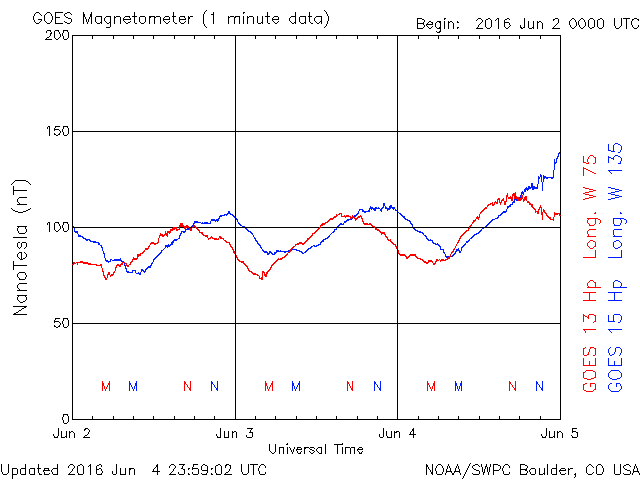 GOES Magnetometer (1 minute data)
Begin: 2016 Jun 2 0000 UTC
200
150
100
50
0
NanoTesla (nT)
M M N N M M N N M M N N
Jun 2 Jun 3 Jun 4 Jun 5
Universal Time
GOES 13 Hp Long. W 75
GOES 15 Hp Long. W 135
Updated 2016 Jun 4 23:59:02 UTC
NOAA/SWPC Boulder, CO USA